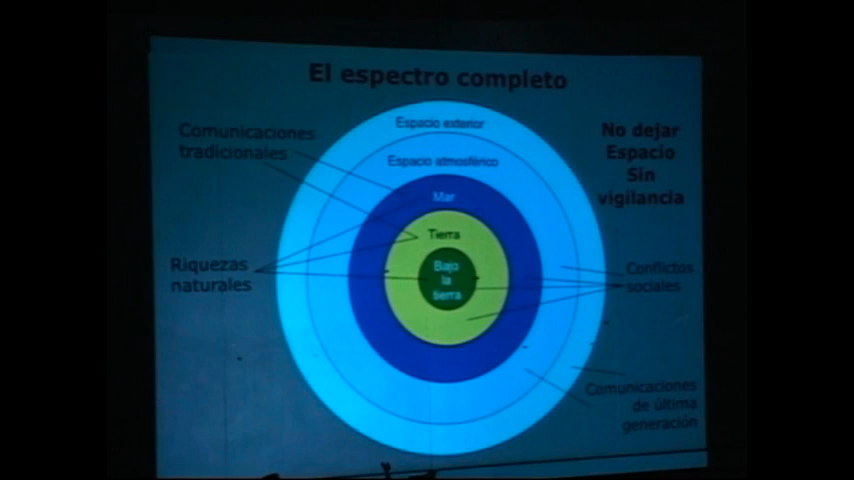 El espectro completo
Comunicaciones
tradicionales
Espacio exterior
Espacio atmosférico
No dejar
Espacio
Sin
vigilancia
Mar
Tierra
Bajo
la
tierra
Riquezas
naturales
Conflictos
sociales
Comunicaciones
de última
generación